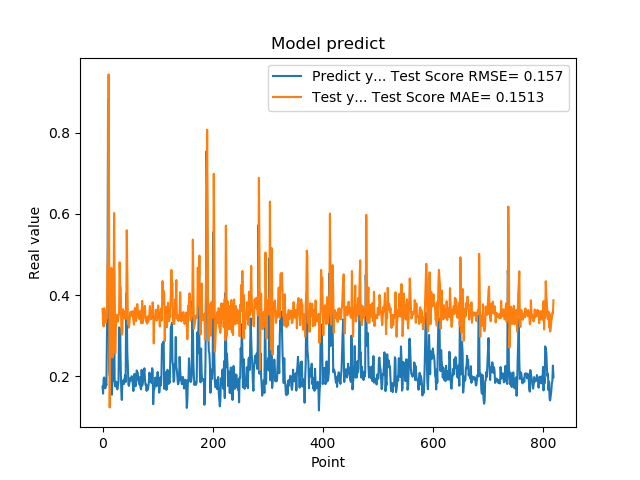 Model predict
Predict y... Test Score RMSE= 0.157
Test y... Test Score MAE= 0.1513
Real value
0.8
0.6
0.4
0.2
0
200
400
600
800
Point